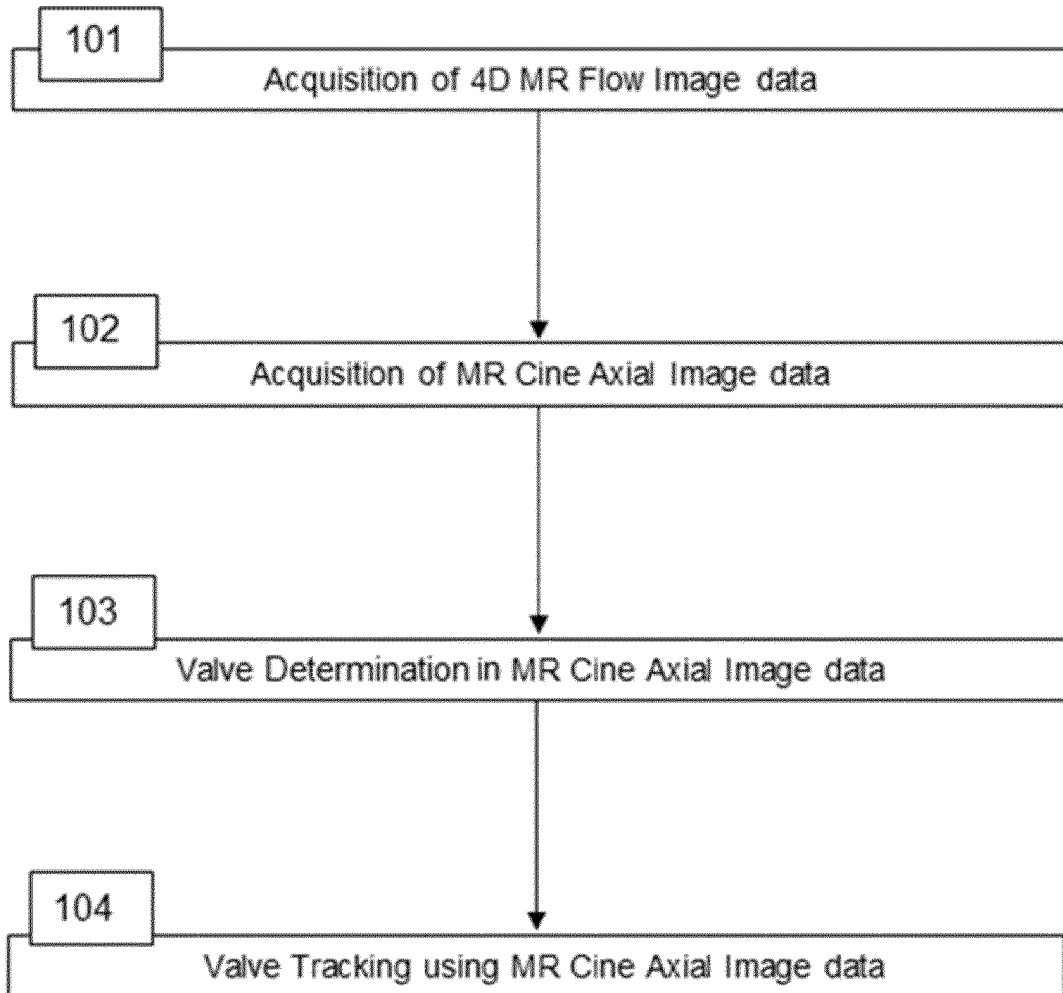 101
Acquisition of 4D MR Flow Image data
102
Acquisition of MR Cine Axial Image data
103
Valve Determination in MR Cine Axial Image data
104
Valve Tracking using MR Cine Axial Image data